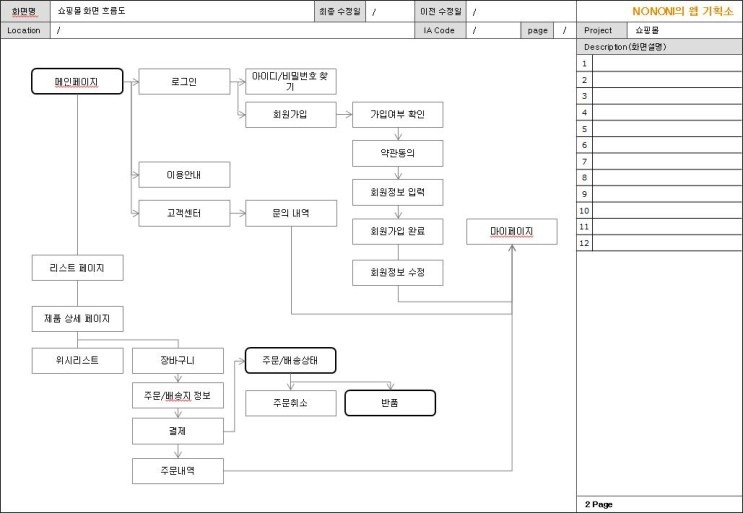 화면명 쇼핑몰 화면 흐름도 최종 수정일 / 이전 수정일 / NONONI의 웹 기획소
Location / IA Code / page / Project 쇼핑몰
Description(화면설명)
메인페이지 로그인 아이디/비밀번호 찾
기
회원가입 가입여부 확인
약관동의
이용안내
회원정보 입력
고객센터 문의 내역
회원가입 완료 마이페이지
리스트 페이지 회원정보 수정
제품 상세 페이지
위시리스트 장바구니 주문/배송상태
주문/배송지 정보 주문취소 반품
결제
주문내역
1
2
3
4
5
6
7
8
9
10
11
12
2 Page